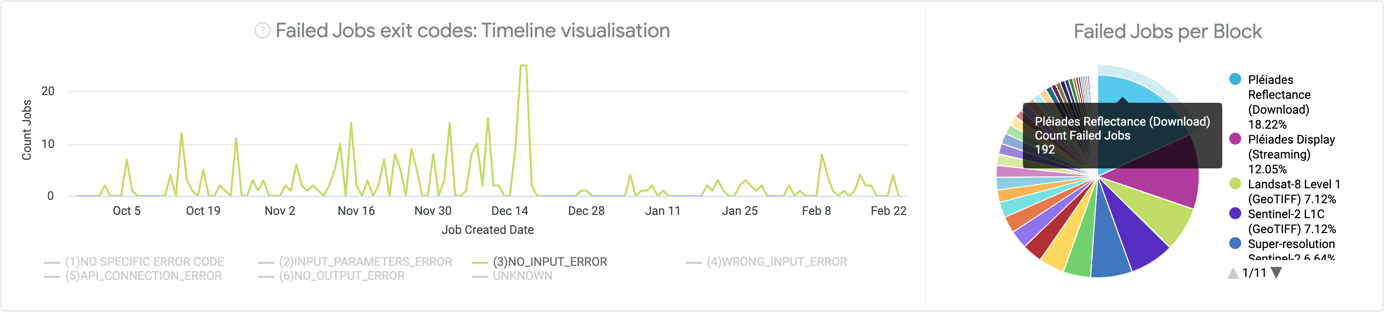 ? Failed Jobs exit codes: Timeline visualisation
Count Jobs
20
10
0
Oct 5 Oct 19 Nov 2 Nov 16 Nov 30 Dec 14 Dec 28 Jan 11 Jan 25 Feb 8 Feb 22
Job Created Date
(1)NO SPECIFIC ERROR CODE (2)INPUT_PARAMETERS_ERROR (3)NO_INPUT_ERROR (4)WRONG_INPUT_ERROR
(5)API_CONNECTION_ERROR (6)NO_OUTPUT_ERROR UNKNOWN
Failed Jobs per Block
Pléiades Reflectance (Download)
Count Failed Jobs
192
Pléiades
Reflectance
(Download)
18.22%
Pléiades Display
(Streaming)
12.05%
Landsat-8 Level 1
(GeoTIFF) 7.12%
Sentinel-2 L1C
(GeoTIFF) 7.12%
Super-resolution
Sentinel-2 6.64%
1/11